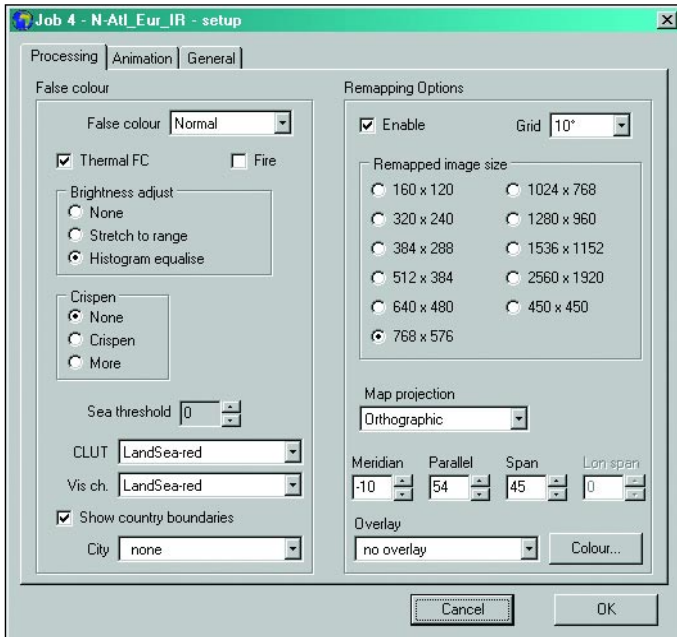 Job 4 - N-Atl_Eur_IR - setup
Processing
Animation
General
False colour
False colour Normal
Thermal FC
Fire
Brightness adjust
None
Stretch to range
Histogram equalise
Crispen
None
Crispen
More
Sea threshold 0
CLUT LandSea-red
Vis ch. LandSea-red
Show country boundaries
City none
Remapping Options
Enable
Grid 10°
Remapped image size
160 x 120
320 x 240
384 x 288
512 x 384
640 x 480
768 x 576
1024 x 768
1280 x 960
1536 x 1152
2560 x 1920
450 x 450
Map projection
Orthographic
Meridian Parallel Span Lon span
-10 54 45 0
Overlay
no overlay
Colour...
Cancel
OK